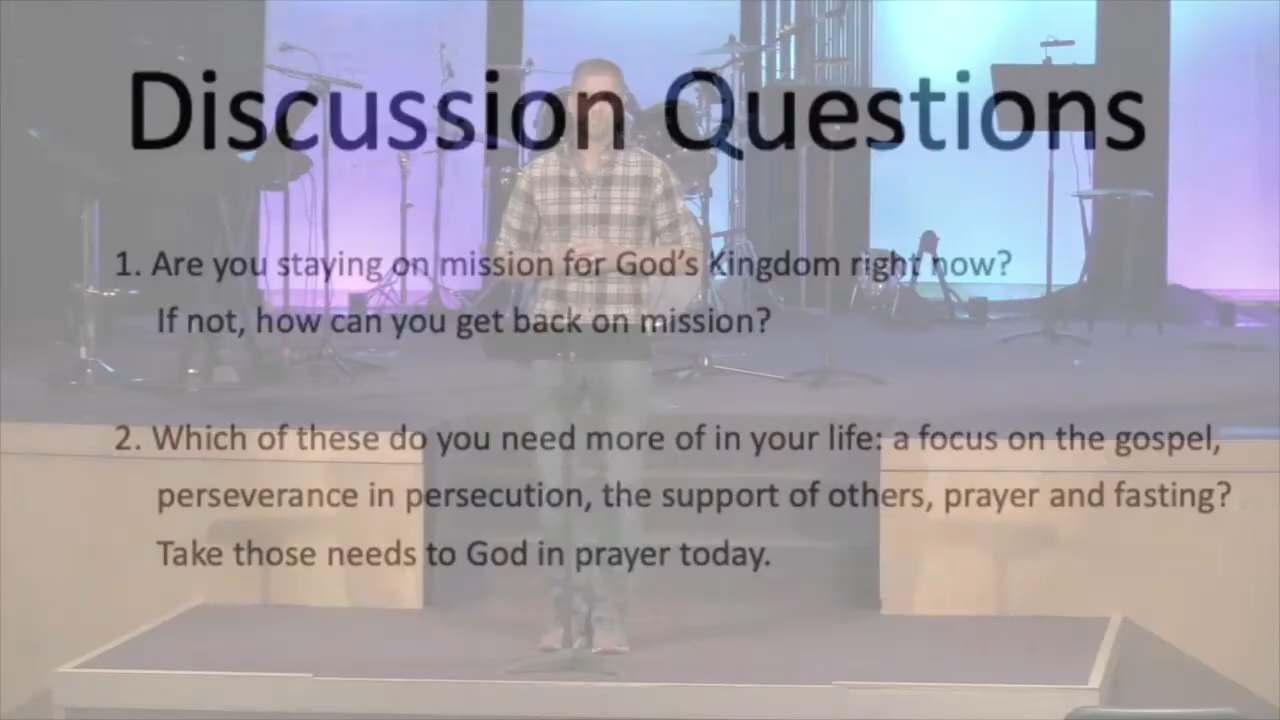 Discussion Questions
1. Are you staying on mission for God's Kingdom right now?
If not, how can you get back on mission?
2. Which of these do you need more of in your life: a focus on the gospel,
perseverance in persecution, the support of others, prayer and fasting?
Take those needs to God in prayer today.